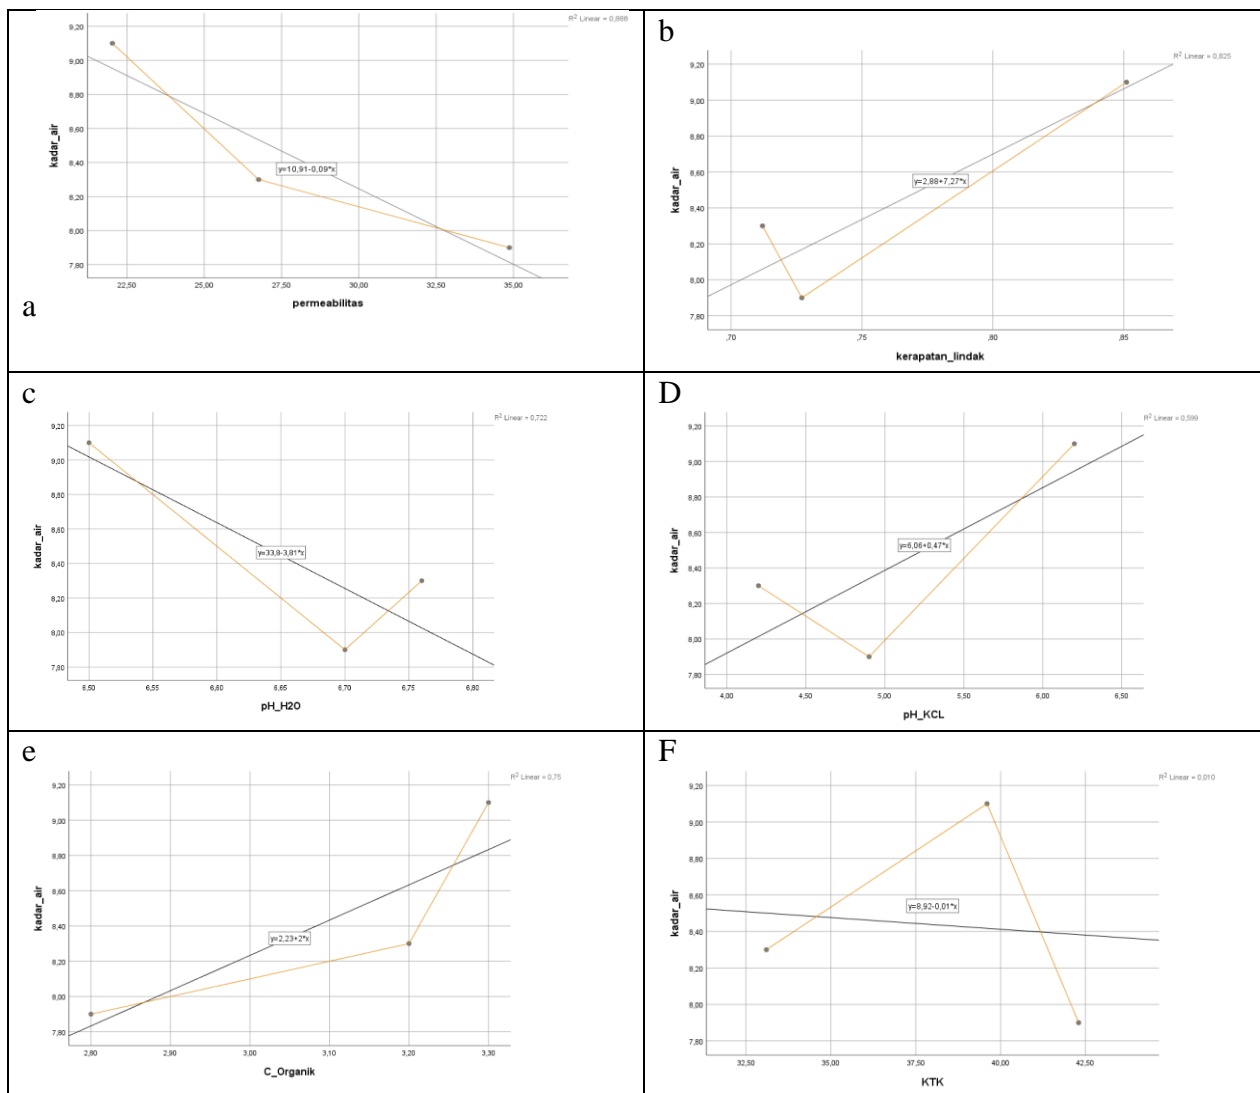 a
R² Linear = 0,888
9,20
9,00
8,80
8,60
8,40
8,20
8,00
7,80
kadar_air
y=10,91-0,09*x
22,50 25,00 27,50 30,00 32,50 35,00
permeabilitas
b
R² Linear = 0,825
9,20
9,00
8,80
8,60
8,40
8,20
8,00
7,80
kadar_air
y=2,88+7,27*x
,70 ,75 ,80 ,85
kerapatan_lindak
c
R² Linear = 0,722
9,20
9,00
8,80
8,60
8,40
8,20
8,00
7,80
kadar_air
y=33,8-3,81*x
6,50 6,55 6,60 6,65 6,70 6,75 6,80
pH_H2O
D
R² Linear = 0,599
9,20
9,00
8,80
8,60
8,40
8,20
8,00
7,80
kadar_air
y=6,06+0,47*x
4,00 4,50 5,00 5,50 6,00 6,50
pH_KCL
e
R² Linear = 0,75
9,20
9,00
8,80
8,60
8,40
8,20
8,00
7,80
kadar_air
y=2,23+2*x
2,80 2,90 3,00 3,10 3,20 3,30
C_Organik
F
R² Linear = 0,010
9,20
9,00
8,80
8,60
8,40
8,20
8,00
7,80
kadar_air
y=8,92-0,01*x
32,50 35,00 37,50 40,00 42,50
KTK